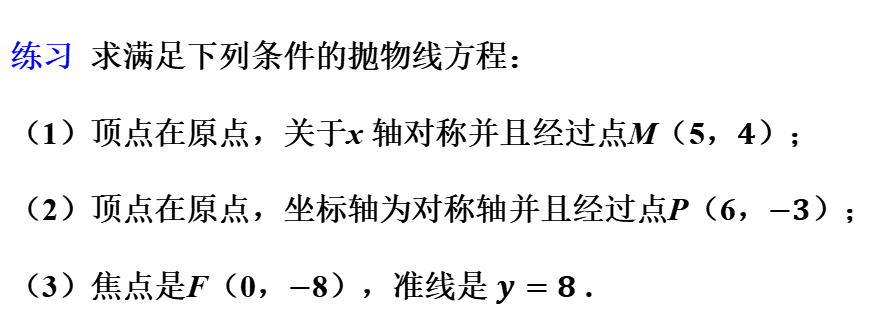 练习 求满足下列条件的抛物线方程：
（1）顶点在原点，关于x 轴对称并且经过点M（5，4）；
（2）顶点在原点，坐标轴为对称轴并且经过点P（6，−3）；
（3）焦点是F（0，−8），准线是 y = 8 .